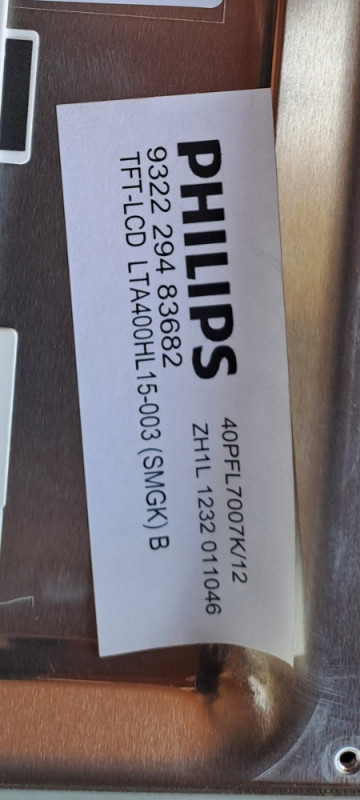 PHILIPS
40PFL7007K/12
ZH1L 1232 011046
9322 294 83682
TFT-LCD LTA400HL15-003 (SMGK) B